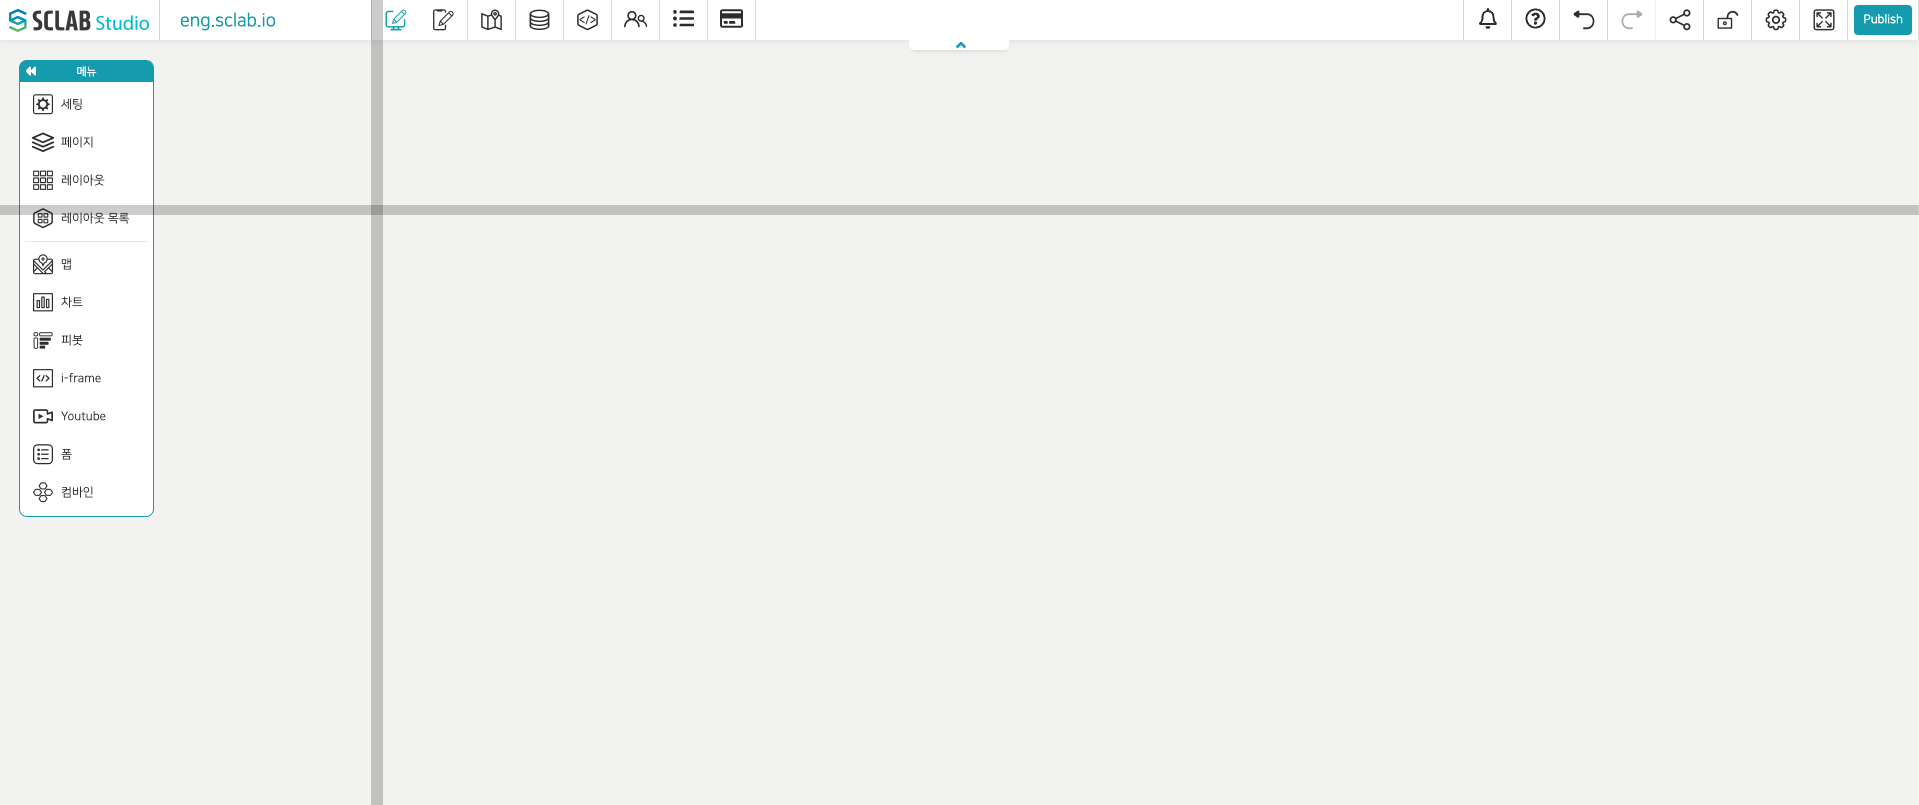 SCLAB Studio
eng.sclab.io
Publish
메뉴
세팅
페이지
레이아웃
레이아웃 목록
맵
차트
피봇
i-frame
Youtube
폼
컴바인